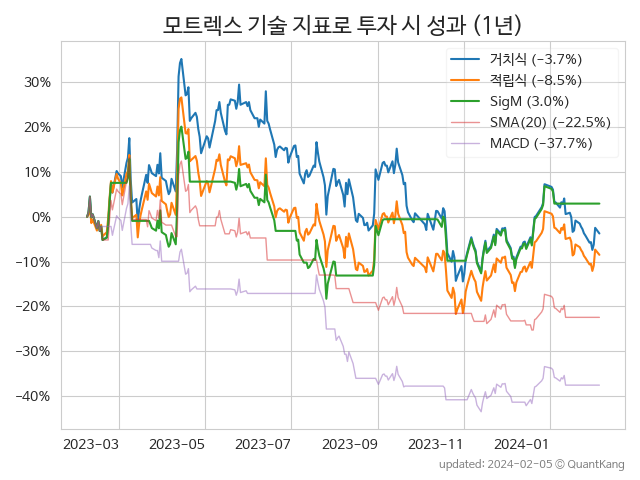 모트렉스 기술 지표로 투자 시 성과 (1년)
거치식 (−3.7%)
적립식 (−8.5%)
SigM (3.0%)
SMA(20) (−22.5%)
MACD (−37.7%)
30%
20%
10%
0%
−10%
−20%
−30%
−40%
2023−03 2023−05 2023−07 2023−09 2023−11 2024−01
updated: 2024−02−05 © QuantKang